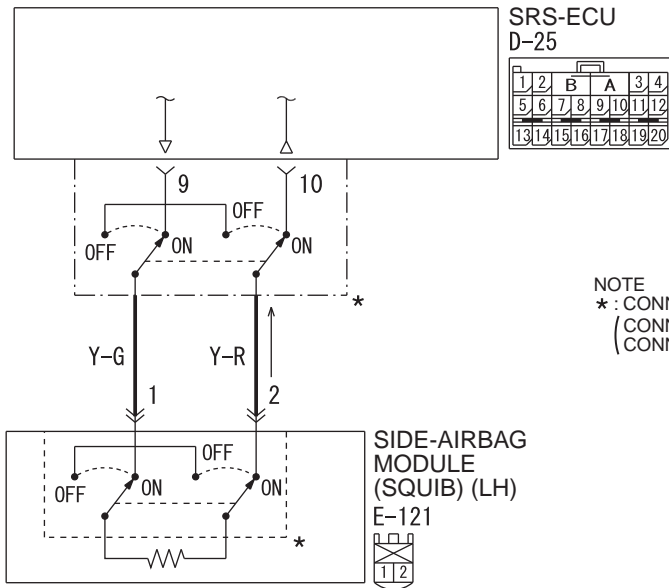 SRS-ECU
D-25
1 2 B A 3 4
5 6 7 8 9 10 11 12
13 14 15 16 17 18 19 20
9 10
OFF
OFF ON ON
*
NOTE
* : CONN
(CONN
CONN
Y-G Y-R
1 2
SIDE-AIRBAG
MODULE
(SQUIB) (LH)
E-121
OFF
OFF ON ON
*
1 2